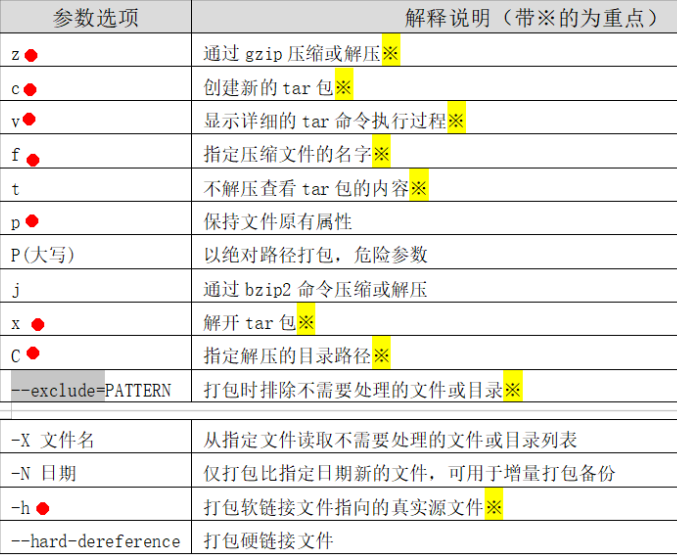 参数选项 解释说明（带※的为重点）
z 通过 gzip 压缩或解压※
c 创建新的 tar 包※
v 显示详细的 tar 命令执行过程※
f 指定压缩文件的名字※
t 不解压查看 tar 包的内容※
p 保持文件原有属性
P(大写) 以绝对路径打包，危险参数
j 通过 bzip2 命令压缩或解压
x 解开 tar 包※
C 指定解压的目录路径※
--exclude=PATTERN 打包时排除不需要处理的文件或目录※
-X 文件名 从指定文件读取不需要处理的文件或目录列表
-N 日期 仅打包比指定日期新的文件，可用于增量打包备份
-h 打包软链接文件指向的真实源文件※
--hard-dereference 打包硬链接文件